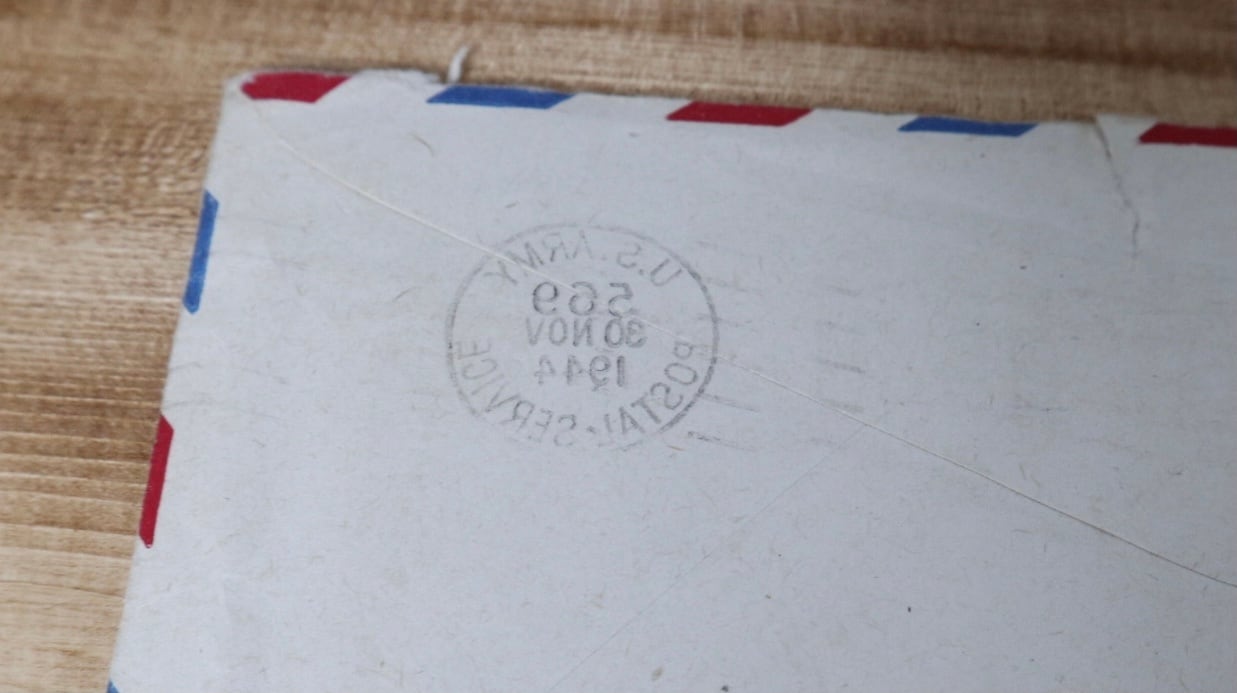 U.S. ARMY
569
30 NOV
1944
POSTAL SERVICE